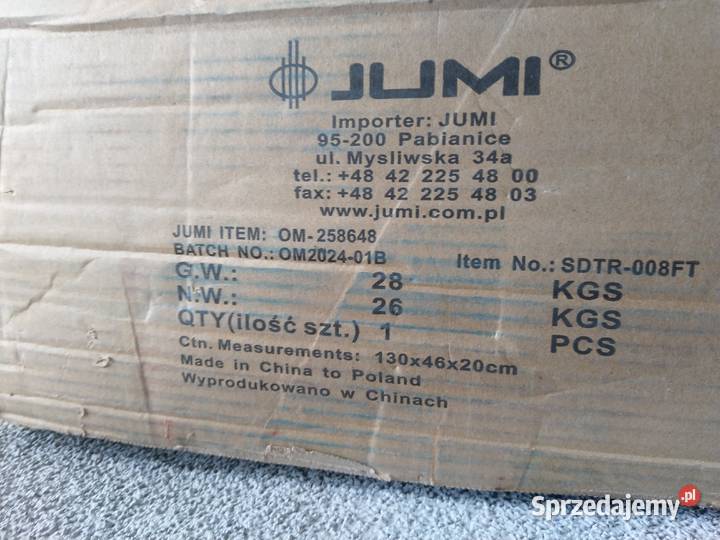 JUMI®
Importer: JUMI
95-200 Pabianice
ul. Mysliwska 34a
tel.: +48 42 225 48 00
fax: +48 42 225 48 03
www.jumi.com.pl
JUMI ITEM: OM-258648
BATCH NO.: OM2024-01B Item No.: SDTR-008FT
G.W.: 28 KGS
N.W.: 26 KGS
QTY(ilość szt.) 1 PCS
Ctn. Measurements: 130x46x20cm
Made in China to Poland
Wyprodukowano w Chinach
Sprzedajemy.pl